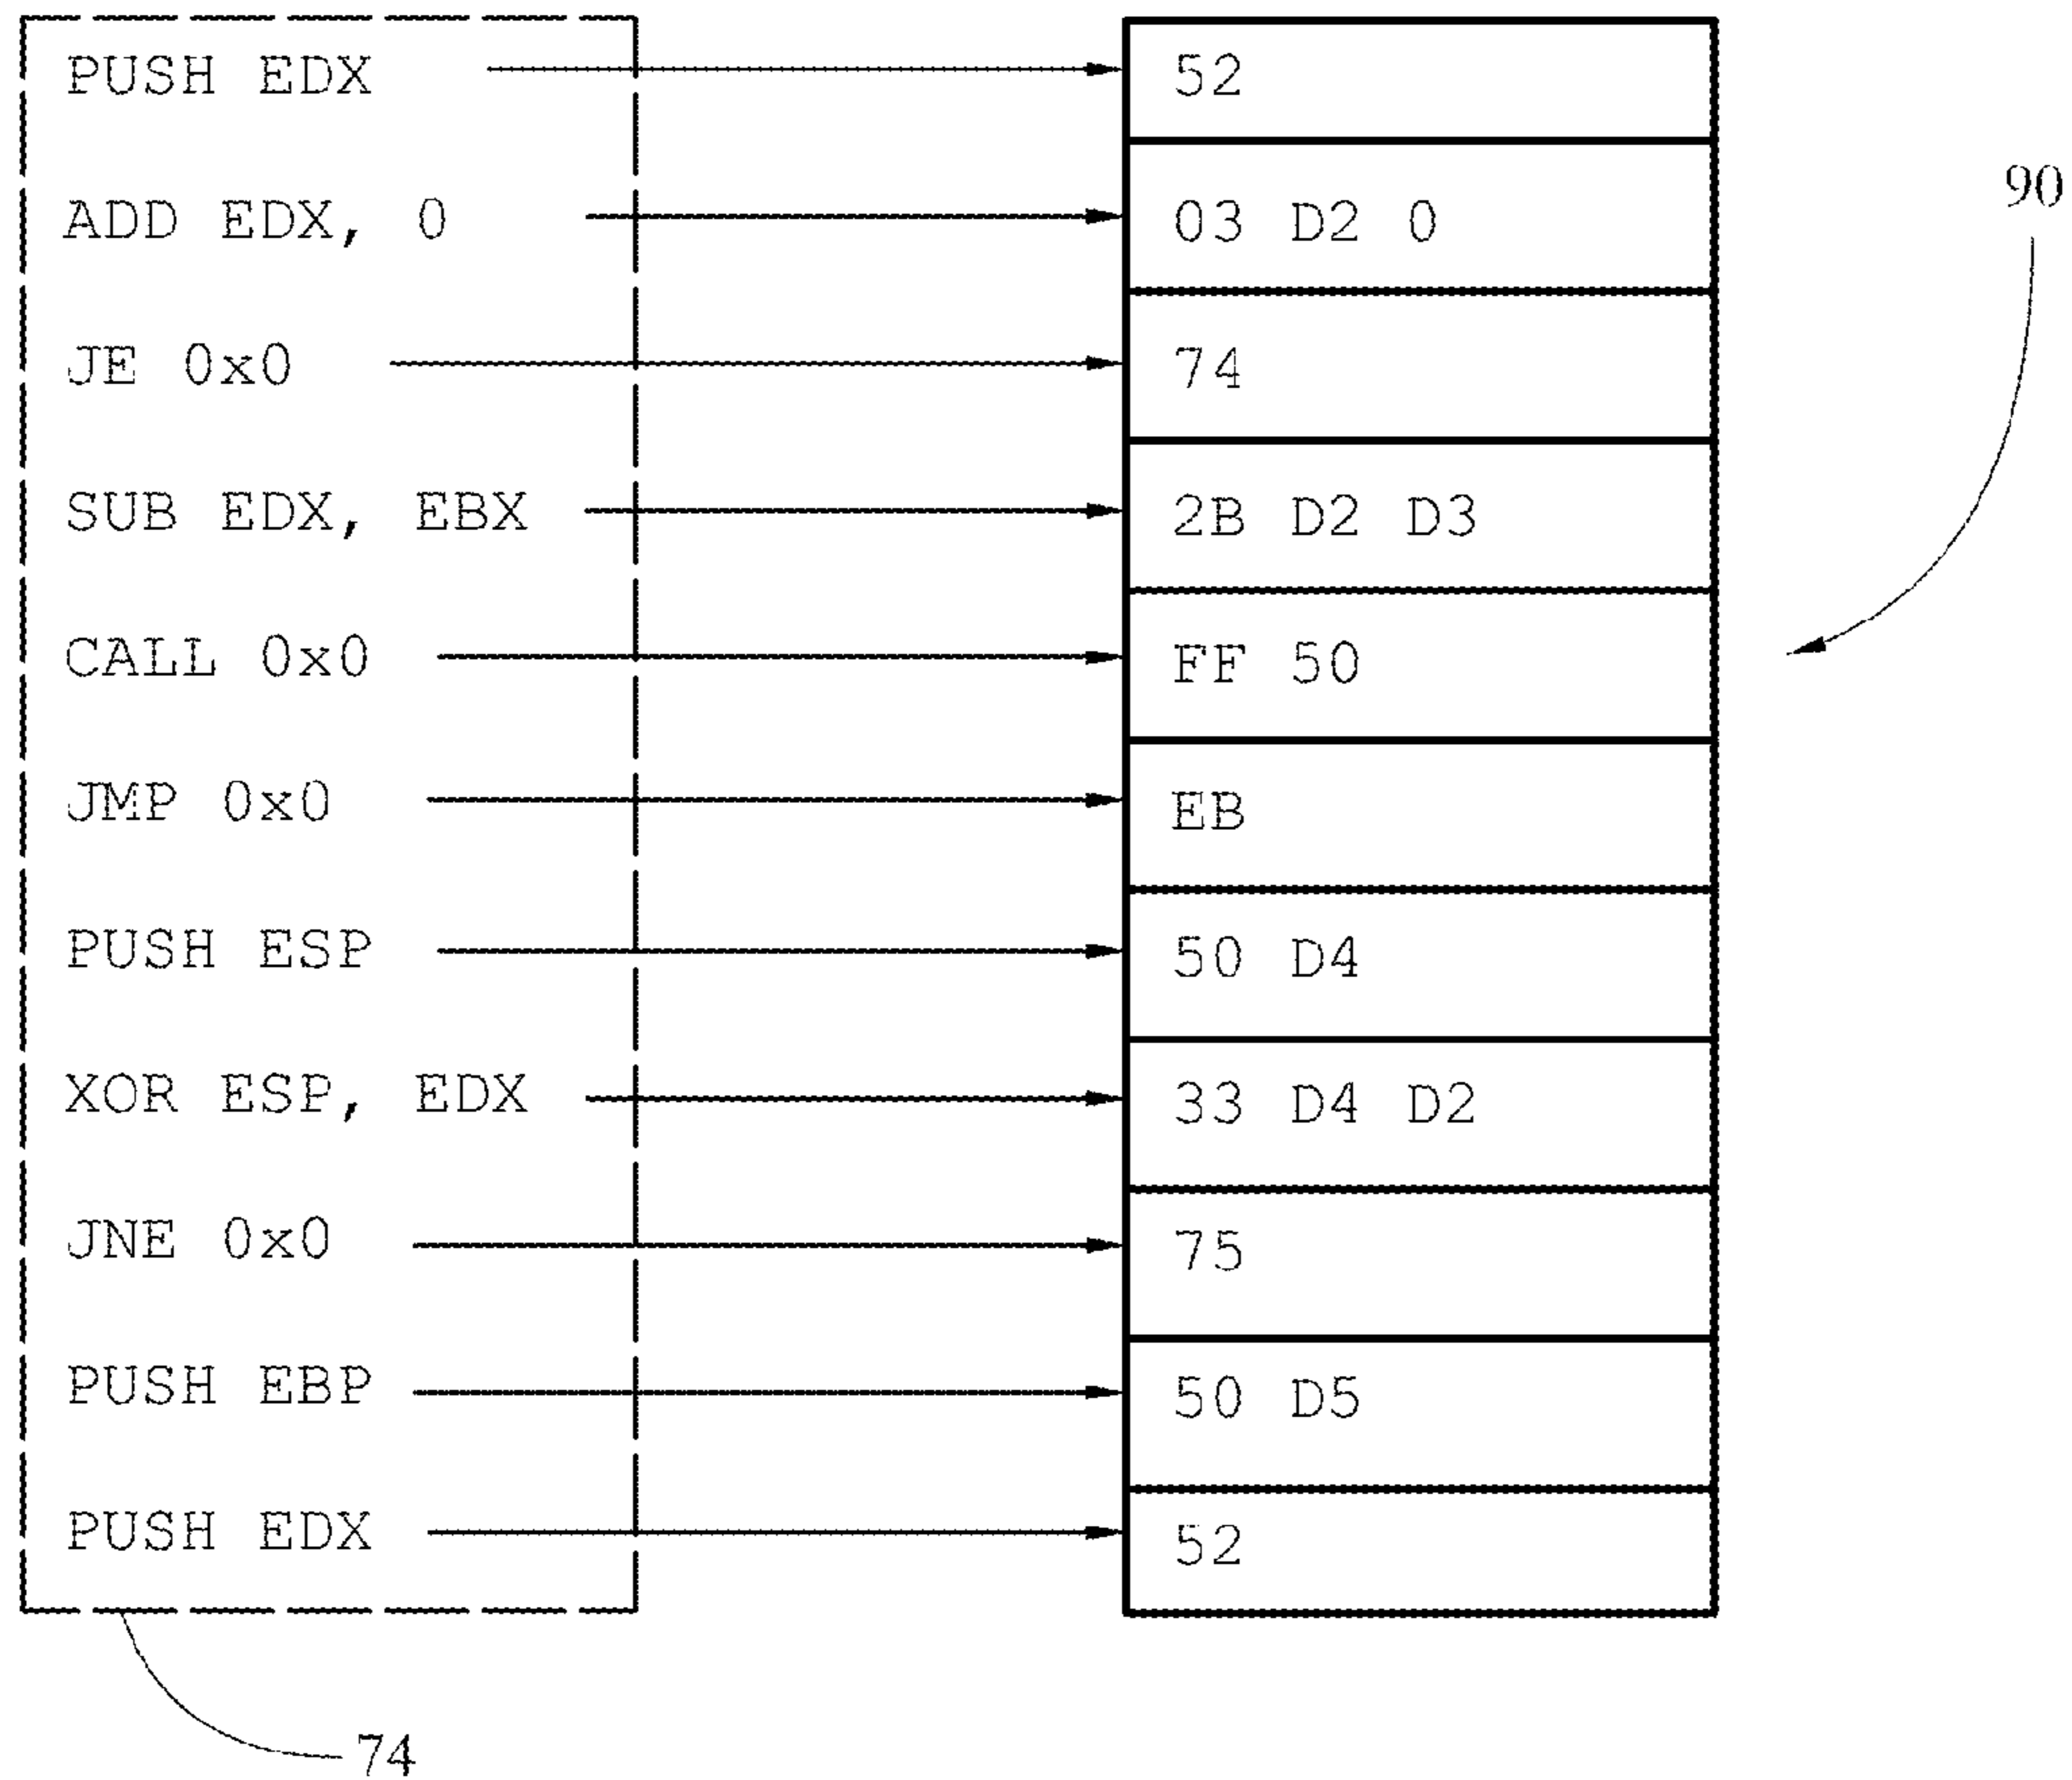 PUSH EDX 52
ADD EDX, 0 03 D2 0
90
JE 0x0 74
SUB EDX, EBX 2B D2 D3
CALL 0x0 FF 50
JMP 0x0 EB
PUSH ESP 50 D4
XOR ESP, EDX 33 D4 D2
JNE 0x0 75
PUSH EBP 50 D5
PUSH EDX 52
74